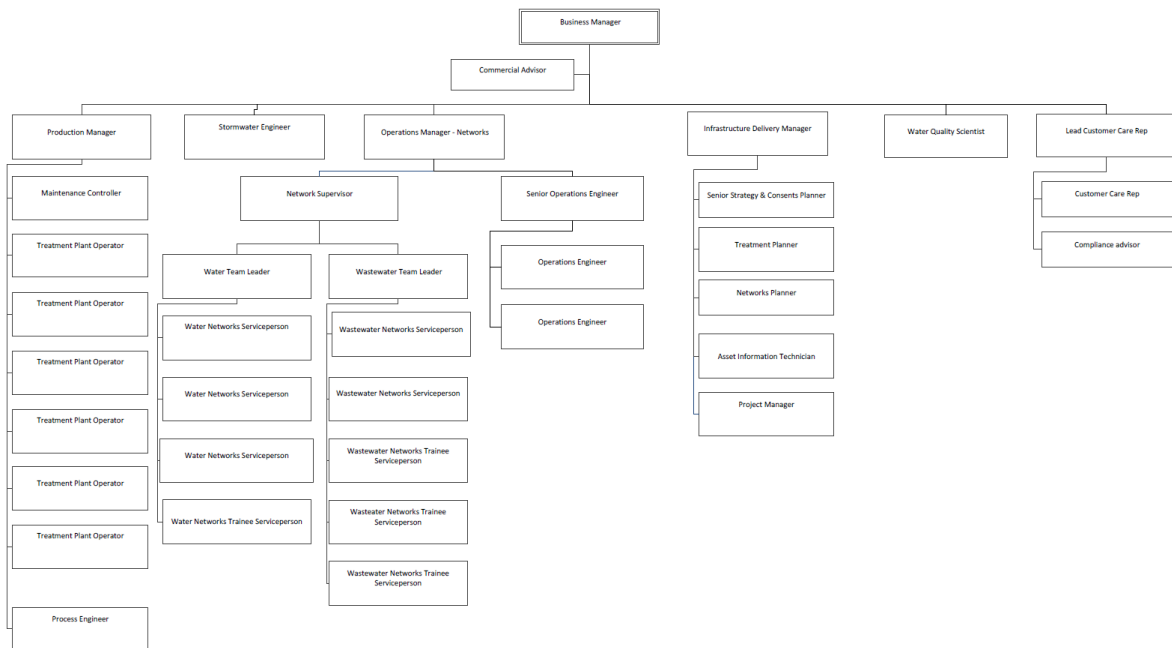 Business Manager
Commercial Advisor
Production Manager
Stormwater Engineer
Operations Manager - Networks
Infrastructure Delivery Manager
Water Quality Scientist
Lead Customer Care Rep
Maintenance Controller
Network Supervisor
Senior Operations Engineer
Senior Strategy & Consents Planner
Customer Care Rep
Treatment Plant Operator
Water Team Leader
Wastewater Team Leader
Operations Engineer
Treatment Planner
Compliance advisor
Treatment Plant Operator
Water Networks Serviceperson
Wastewater Networks Serviceperson
Operations Engineer
Networks Planner
Treatment Plant Operator
Water Networks Serviceperson
Wastewater Networks Serviceperson
Asset Information Technician
Treatment Plant Operator
Water Networks Serviceperson
Wastewater Networks Trainee
Serviceperson
Project Manager
Treatment Plant Operator
Water Networks Trainee Serviceperson
Wasteater Networks Trainee
Serviceperson
Treatment Plant Operator
Wastewater Networks Trainee
Serviceperson
Process Engineer